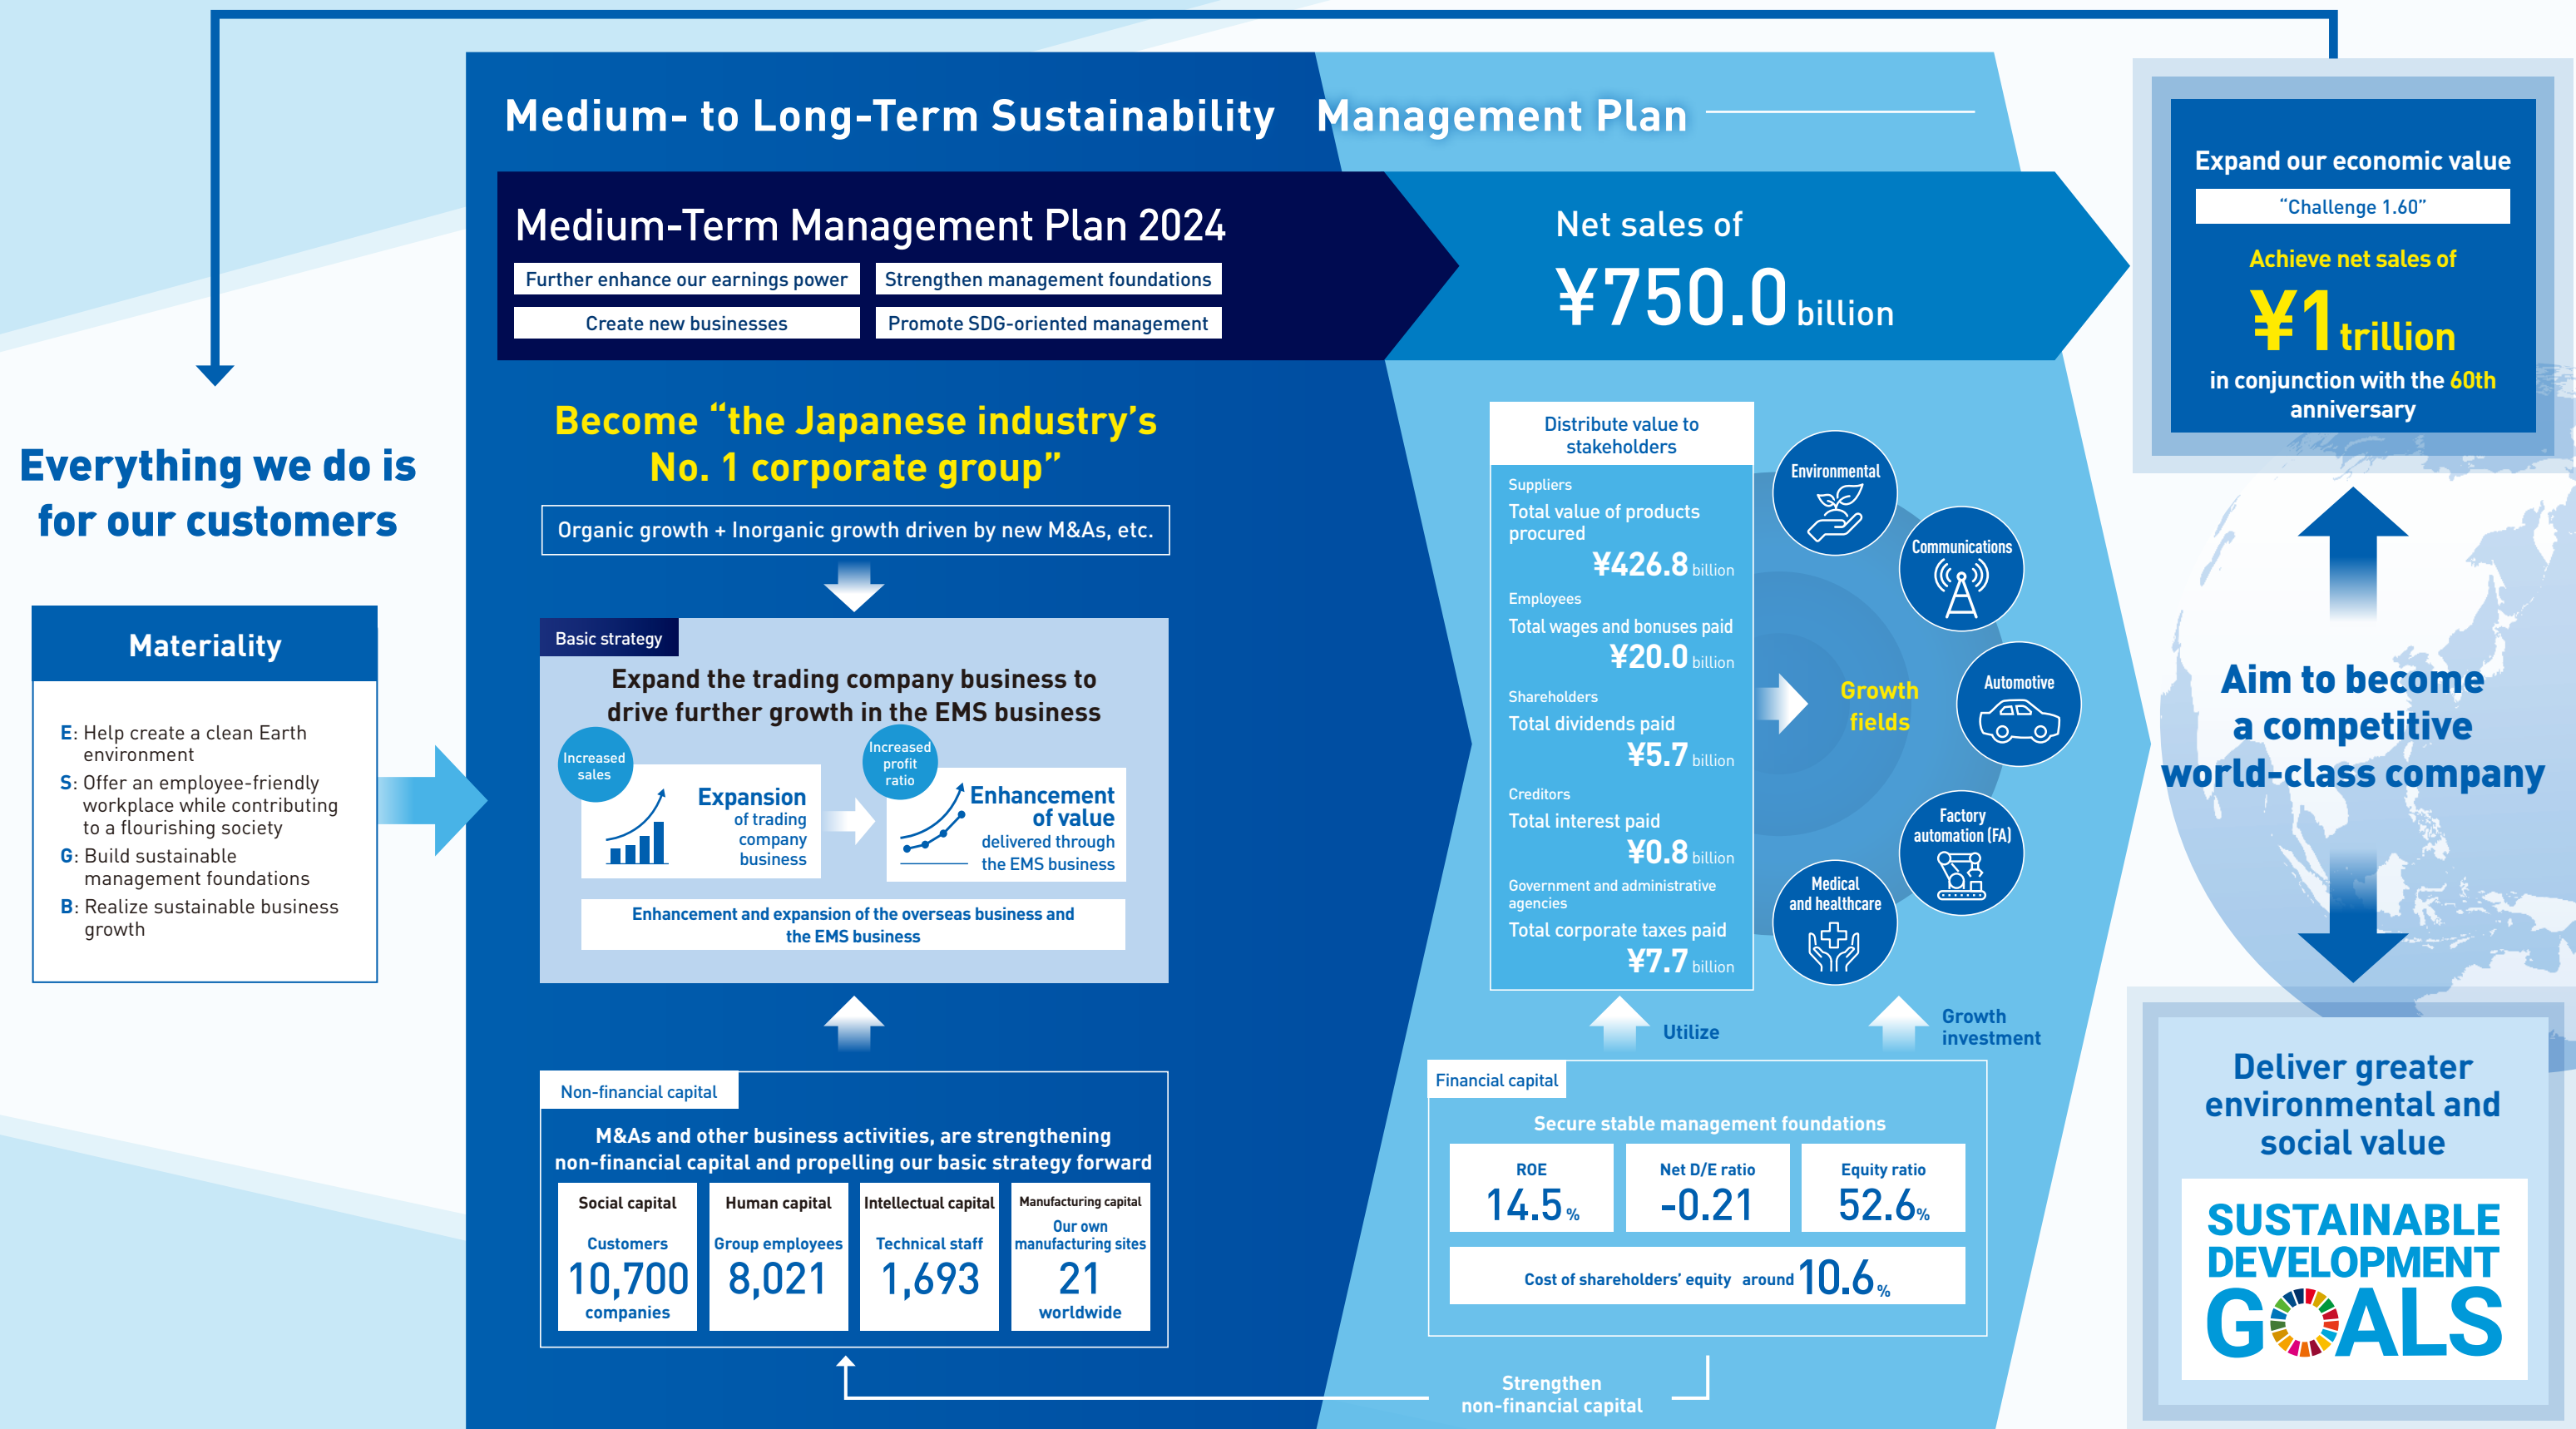 Medium- to Long-Term Sustainability Management Plan
Medium-Term Management Plan 2024
Further enhance our earnings power
Strengthen management foundations
Create new businesses
Promote SDG-oriented management
Net sales of
¥750.0 billion
Expand our economic value
“Challenge 1.60”
Achieve net sales of
¥1 trillion
in conjunction with the 60th
anniversary
Everything we do is
for our customers
Materiality
E: Help create a clean Earth
environment
S: Offer an employee-friendly
workplace while contributing
to a flourishing society
G: Build sustainable
management foundations
B: Realize sustainable business
growth
Become “the Japanese industry’s
No. 1 corporate group”
Organic growth + Inorganic growth driven by new M&As, etc.
Basic strategy
Expand the trading company business to
drive further growth in the EMS business
Increased
sales
Expansion
of trading
company
business
Increased
profit
ratio
Enhancement
of value
delivered through
the EMS business
Enhancement and expansion of the overseas business and
the EMS business
Non-financial capital
M&As and other business activities, are strengthening
non-financial capital and propelling our basic strategy forward
Social capital
Customers
10,700
companies
Human capital
Group employees
8,021
Intellectual capital
Technical staff
1,693
Manufacturing capital
Our own
manufacturing sites
21
worldwide
Distribute value to
stakeholders
Suppliers
Total value of products
procured
¥426.8 billion
Employees
Total wages and bonuses paid
¥20.0 billion
Shareholders
Total dividends paid
¥5.7 billion
Creditors
Total interest paid
¥0.8 billion
Government and administrative
agencies
Total corporate taxes paid
¥7.7 billion
Growth
fields
Environmental
Communications
Automotive
Factory
automation (FA)
Medical
and healthcare
Utilize
Growth
investment
Financial capital
Secure stable management foundations
ROE
14.5%
Net D/E ratio
-0.21
Equity ratio
52.6%
Cost of shareholders’ equity around 10.6%
Strengthen
non-financial capital
Aim to become
a competitive
world-class company
Deliver greater
environmental and
social value
SUSTAINABLE
DEVELOPMENT
GOALS